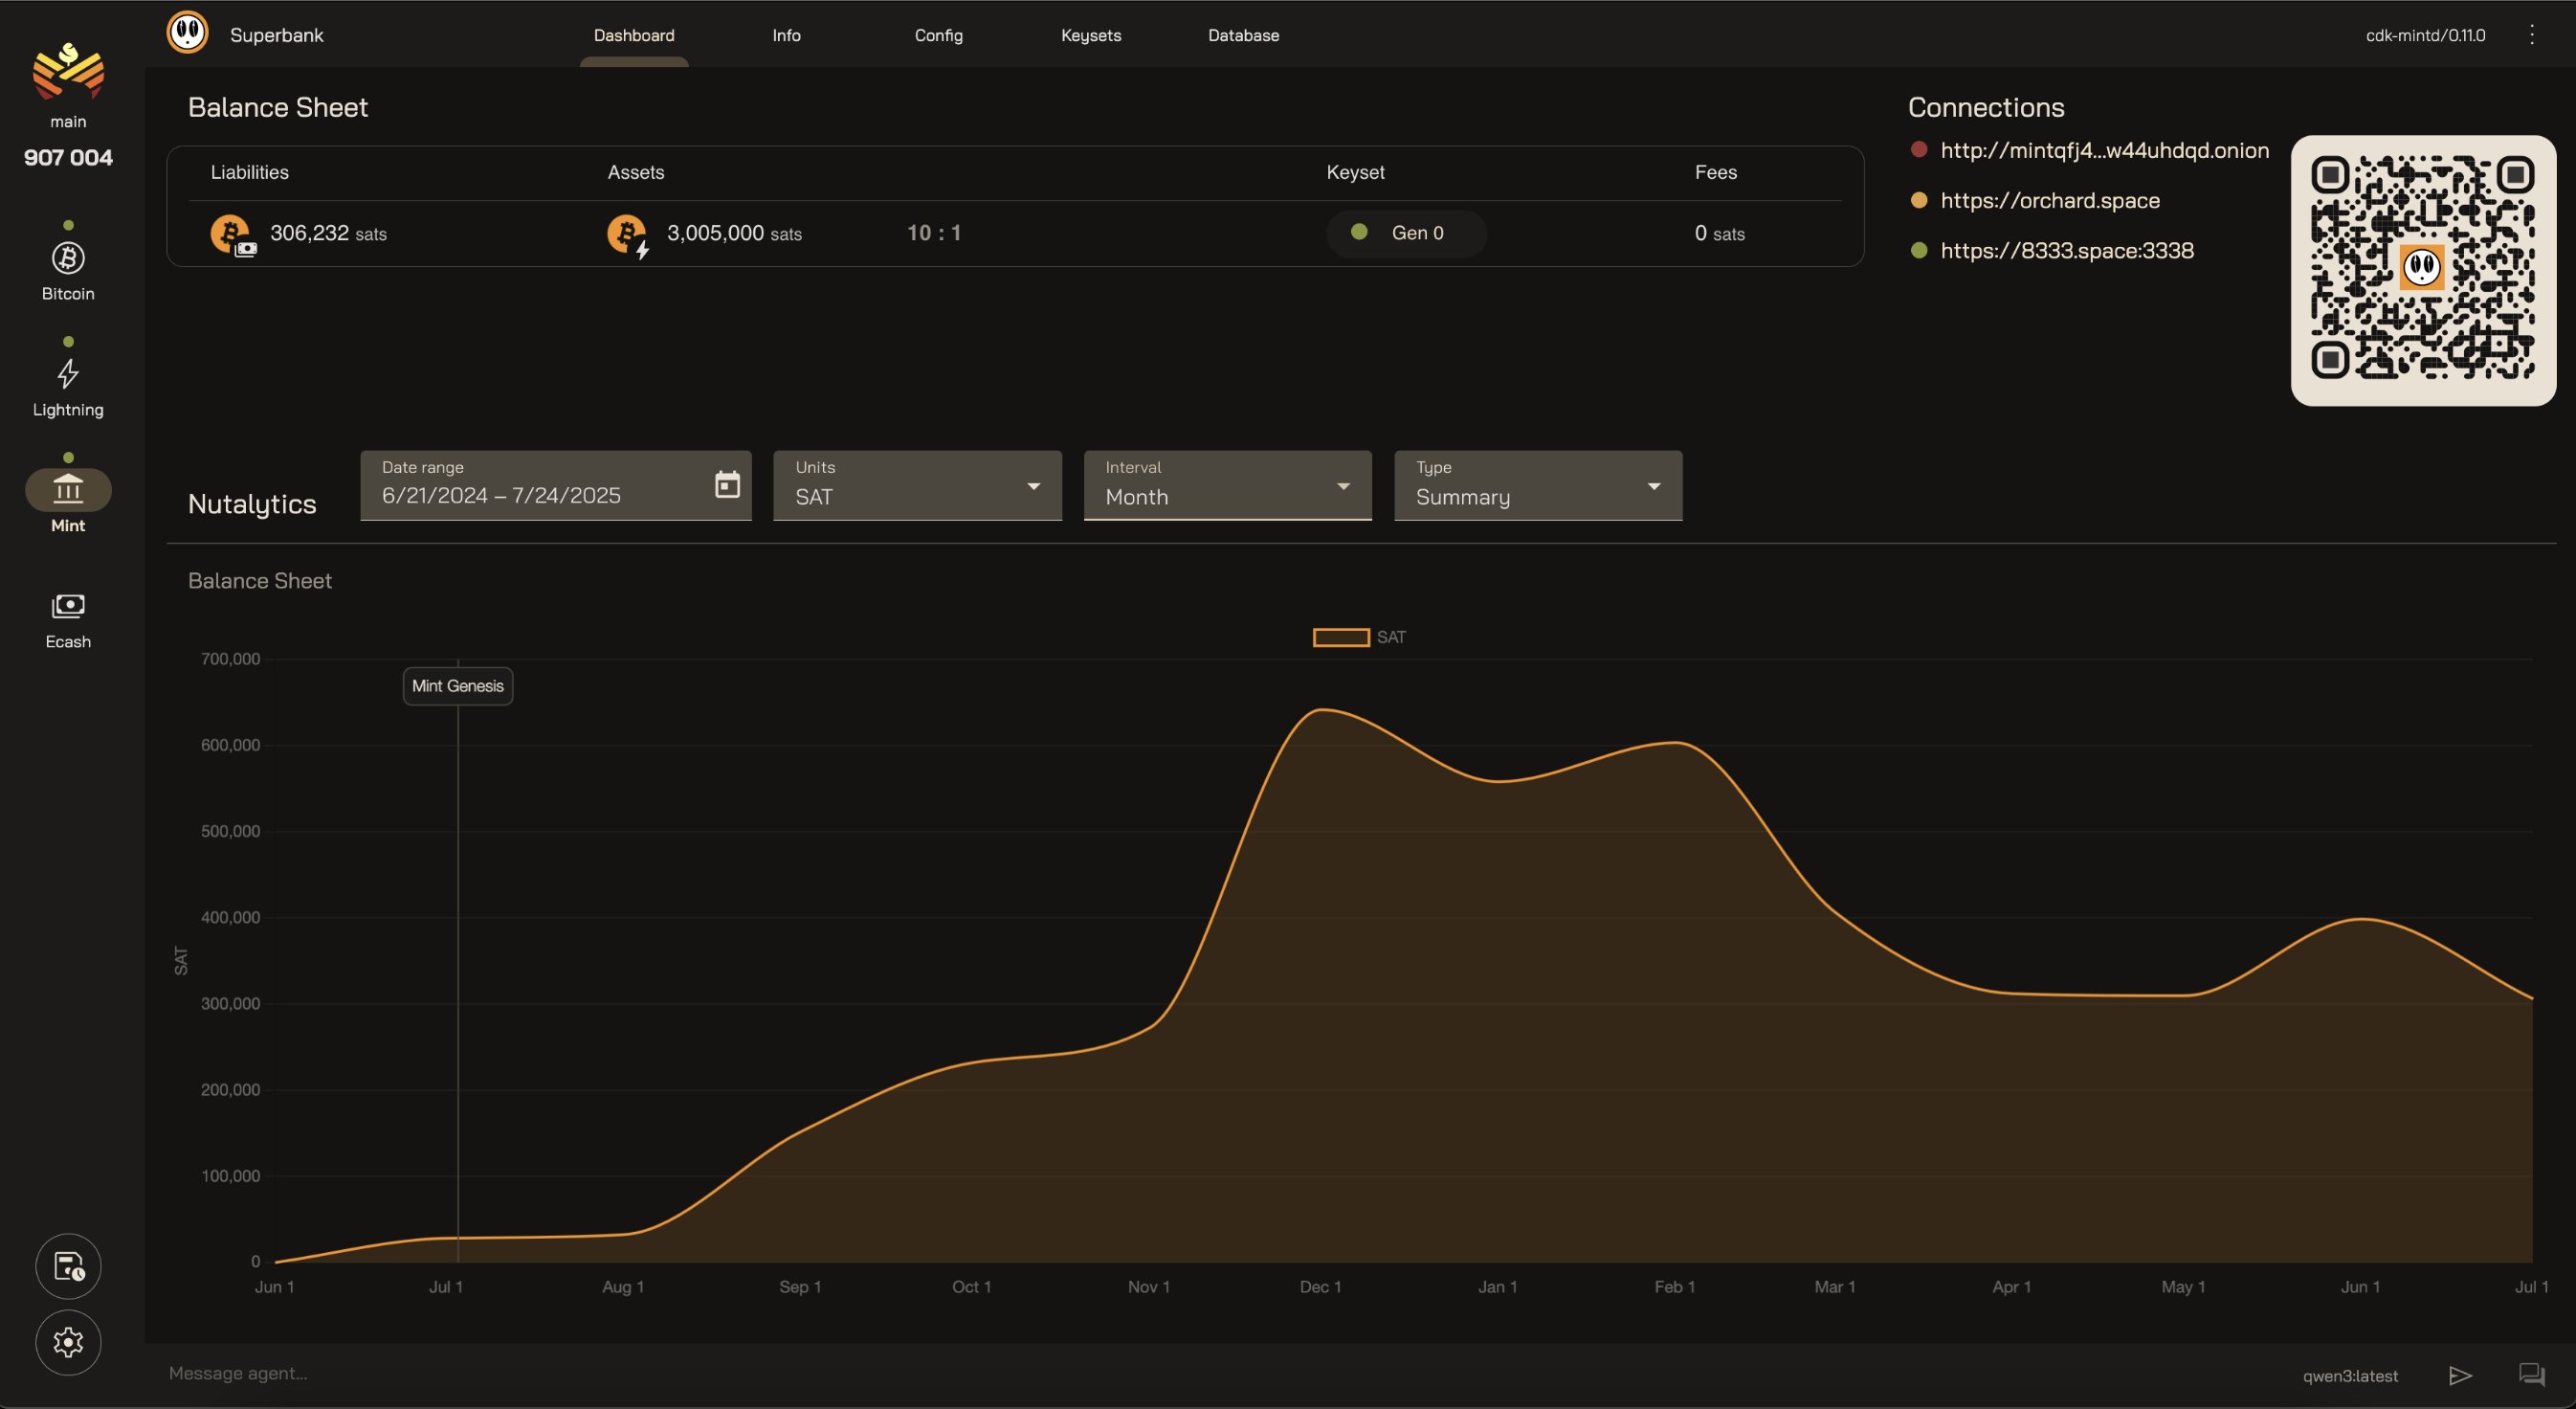 main
907 004
Bitcoin
Lightning
Mint
Ecash
Superbank
Dashboard
Info
Config
Keysets
Database
cdk-mintd/0.11.0
Balance Sheet
Liabilities
Assets
Keyset
Fees
306,232 sats
3,005,000 sats
10 : 1
Gen 0
0 sats
Connections
http://mintqfj4...w44uhdqd.onion
https://orchard.space
https://8333.space:3338
Nutalytics
Date range
6/21/2024 – 7/24/2025
Units
SAT
Interval
Month
Type
Summary
Balance Sheet
SAT
Mint Genesis
SAT
700,000
600,000
500,000
400,000
300,000
200,000
100,000
0
Jun 1
Jul 1
Aug 1
Sep 1
Oct 1
Nov 1
Dec 1
Jan 1
Feb 1
Mar 1
Apr 1
May 1
Jun 1
Jul 1
Message agent...
qwen3:latest